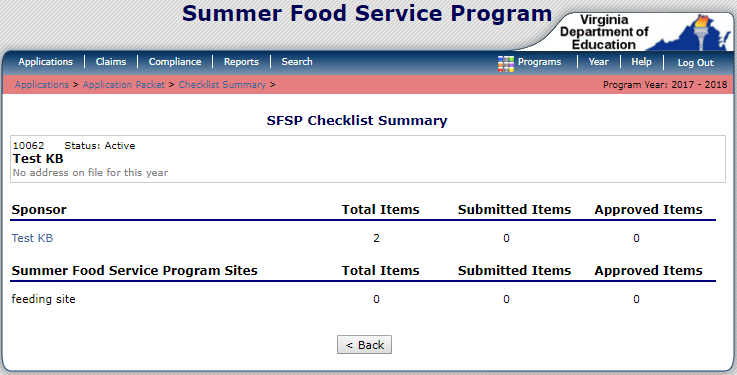 Summer Food Service Program
Virginia
Department of
Education
Applications Claims Compliance Reports Search Programs Year Help Log Out
Applications > Application Packet > Checklist Summary > Program Year: 2017 - 2018
SFSP Checklist Summary
10062 Status: Active
Test KB
No address on file for this year
Sponsor Total Items Submitted Items Approved Items
Test KB 2 0 0
Summer Food Service Program Sites Total Items Submitted Items Approved Items
feeding site 0 0 0
< Back